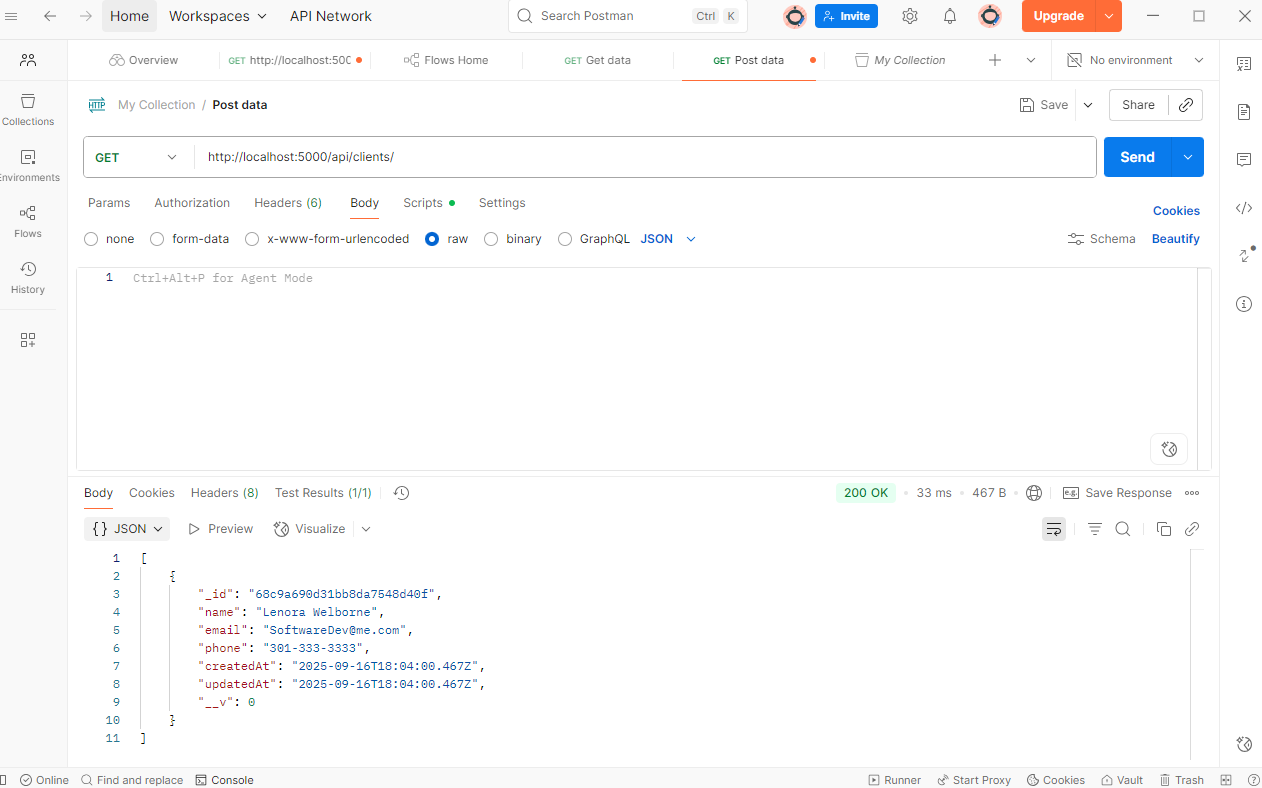 Home Workspaces API Network Search Postman Ctrl K Invite Upgrade
Overview GET http://localhost:500 Flows Home GET Get data GET Post data My Collection No environment
HTTP My Collection / Post data Save Share
Collections
GET http://localhost:5000/api/clients/ Send
Environments
Params Authorization Headers (6) Body Scripts Settings Cookies
Flows
none form-data x-www-form-urlencoded raw binary GraphQL JSON Schema Beautify
History
1 Ctrl+Alt+P for Agent Mode
Body Cookies Headers (8) Test Results (1/1) 200 OK 33 ms 467 B e.g. Save Response
{} JSON Preview Visualize
1 [
2 {
3 "_id": "68c9a690d31bb8da7548d40f",
4 "name": "Lenora Welborne",
5 "email": "SoftwareDev@me.com",
6 "phone": "301-333-3333",
7 "createdAt": "2025-09-16T18:04:00.467Z",
8 "updatedAt": "2025-09-16T18:04:00.467Z",
9 "__v": 0
10 }
11 ]
Online Find and replace Console Runner Start Proxy Cookies Vault Trash